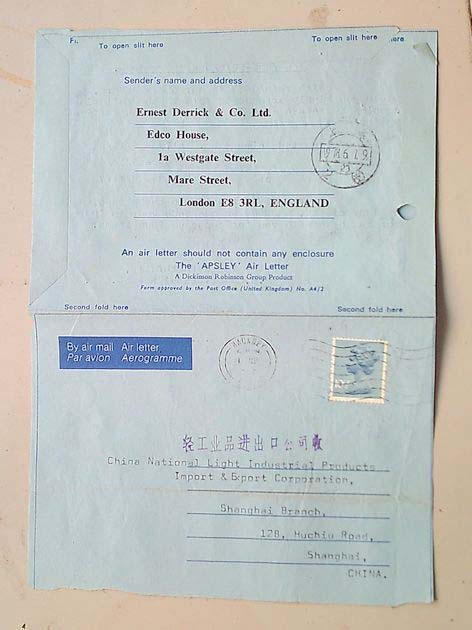 To open slit here
To open slit here
Sender's name and address
Ernest Derrick & Co. Ltd.
Edco House,
1a Westgate Street,
Mare Street,
London E8 3RL, ENGLAND
An air letter should not contain any enclosure
The 'APSLEY' Air Letter
A Dickinson Robinson Group Product
Form approved by the Post Office (United Kingdom) No. A4/2
Second fold here
Second fold here
By air mail Air letter
Par avion Aerogramme
HACKNEY
轻工业品进出口公司收
China National Light Industrial Products
Import & Export Corporation,
Shanghai Branch,
128, Huchiu Road,
Shanghai,
CHINA.